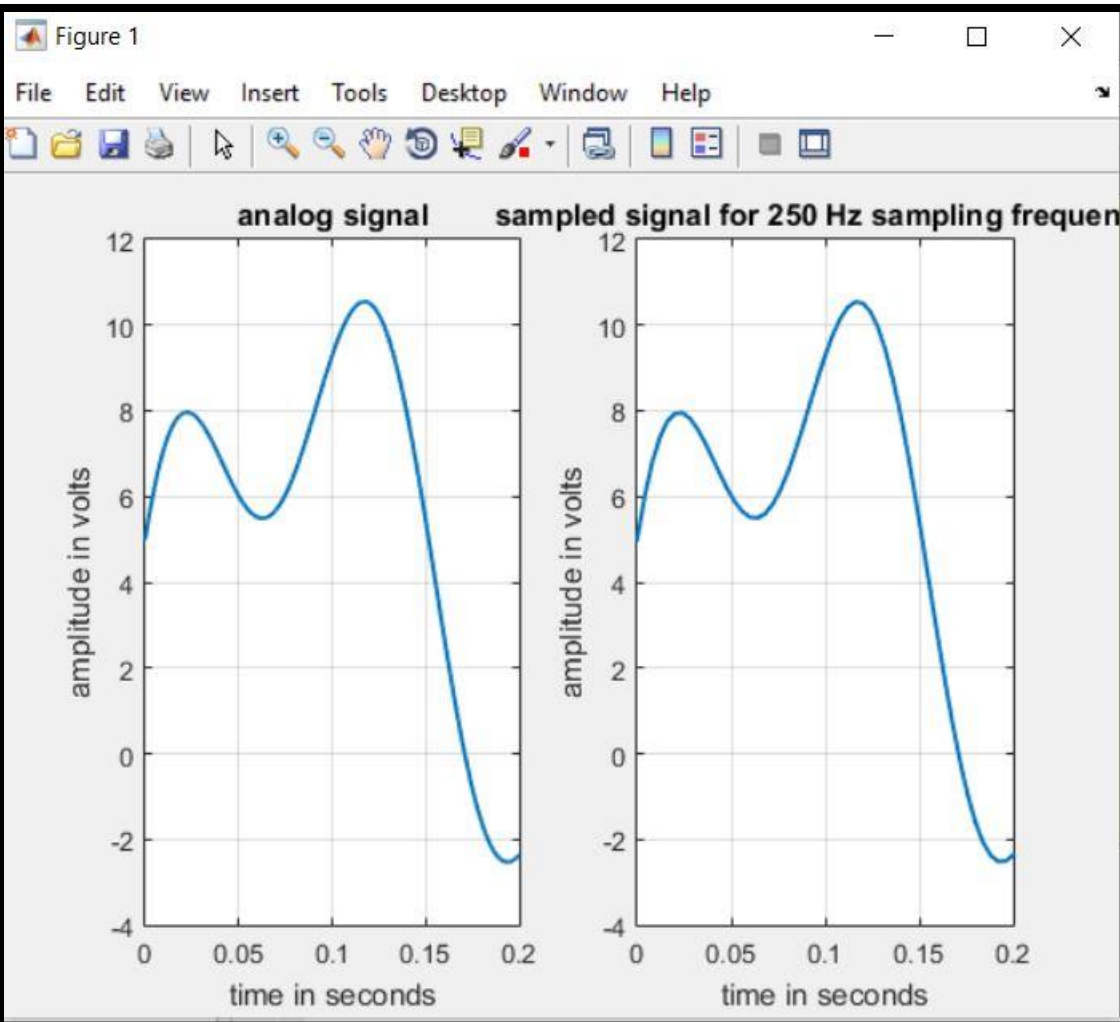 Figure 1
File Edit View Insert Tools Desktop Window Help
analog signal
12
10
8
6
4
2
0
-2
-4
0 0.05 0.1 0.15 0.2
amplitude in volts
time in seconds
sampled signal for 250 Hz sampling frequen
12
10
8
6
4
2
0
-2
-4
0 0.05 0.1 0.15 0.2
amplitude in volts
time in seconds